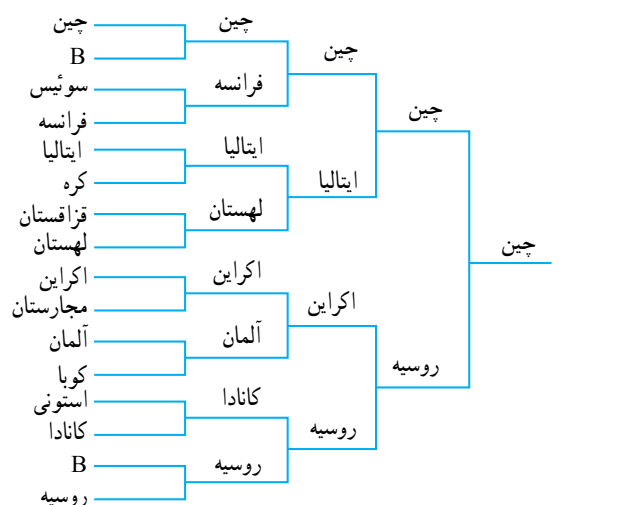 چین
B
سوئیس
فرانسه
ایتالیا
کره
قزاقستان
لهستان
اکراین
مجارستان
آلمان
کوبا
استونی
کانادا
B
روسیه
چین
فرانسه
ایتالیا
لهستان
اکراین
آلمان
کانادا
روسیه
چین
ایتالیا
اکراین
روسیه
چین
روسیه
چین